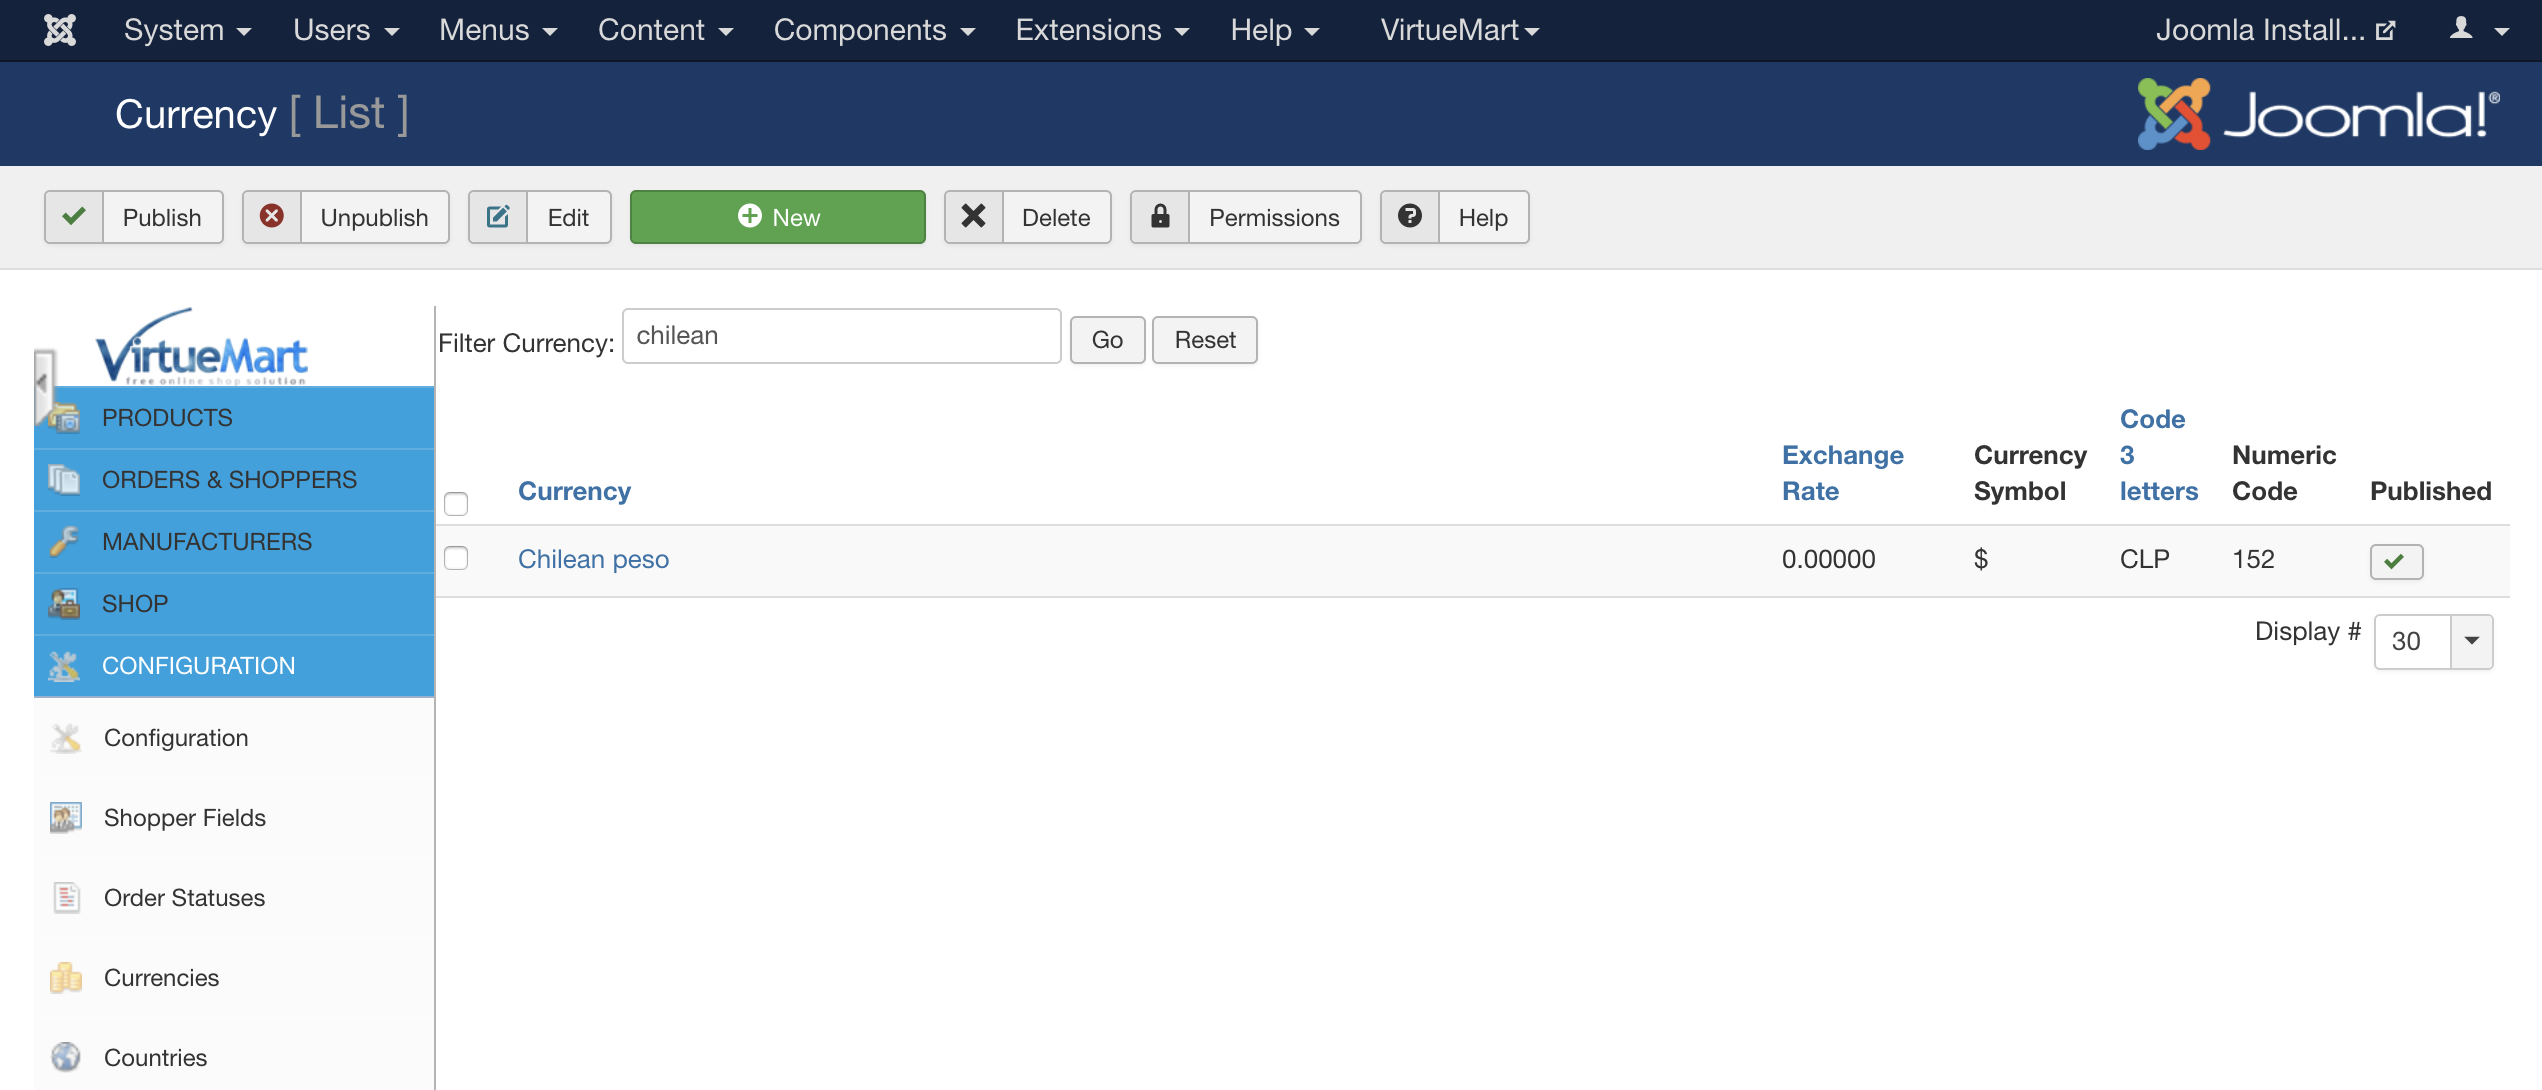 System Users Menus Content Components Extensions Help VirtueMart Joomla Install...
Currency [ List ]
Joomla!®
Publish Unpublish Edit New Delete Permissions Help
VirtueMart
free online shop solution
Filter Currency: chilean Go Reset
PRODUCTS
ORDERS & SHOPPERS
MANUFACTURERS
SHOP
CONFIGURATION
Configuration
Shopper Fields
Order Statuses
Currencies
Countries
Currency Exchange Rate Currency Symbol Code 3 letters Numeric Code Published
Chilean peso 0.00000 $ CLP 152
Display # 30